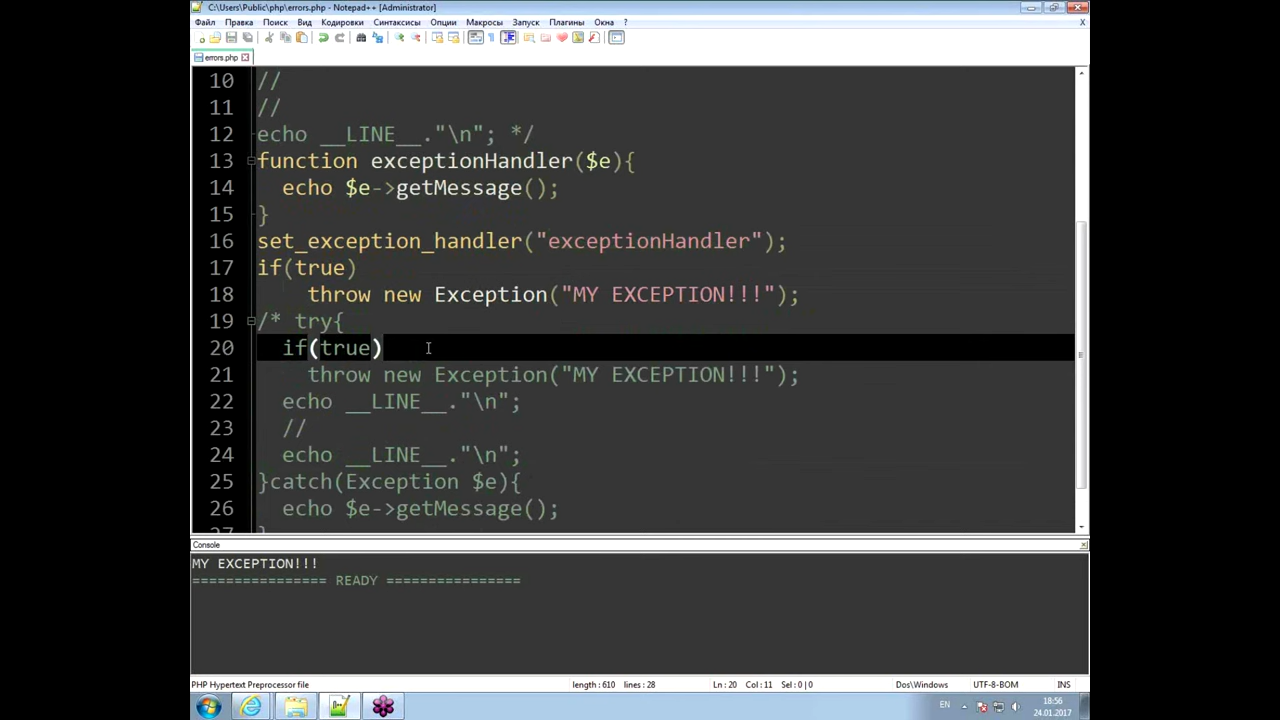 C:\Users\Public\php\errors.php - Notepad++ [Administrator]
Файл Правка Поиск Вид Кодировки Синтаксисы Опции Макросы Запуск Плагины Окна ?
X
errors.php
10 //
11 //
12 echo __LINE__."\n"; */
13 function exceptionHandler($e){
14 echo $e->getMessage();
15 }
16 set_exception_handler("exceptionHandler");
17 if(true)
18 throw new Exception("MY EXCEPTION!!!");
19 /* try{
20 if(true)
21 throw new Exception("MY EXCEPTION!!!");
22 echo __LINE__."\n";
23 //
24 echo __LINE__."\n";
25 }catch(Exception $e){
26 echo $e->getMessage();
Console
MY EXCEPTION!!!
================ READY ================
PHP Hypertext Preprocessor file length: 610 lines: 28 Ln: 20 Col: 11 Sel: 0 | 0 Dos\Windows UTF-8-BOM INS
EN
18:56
24.01.2017